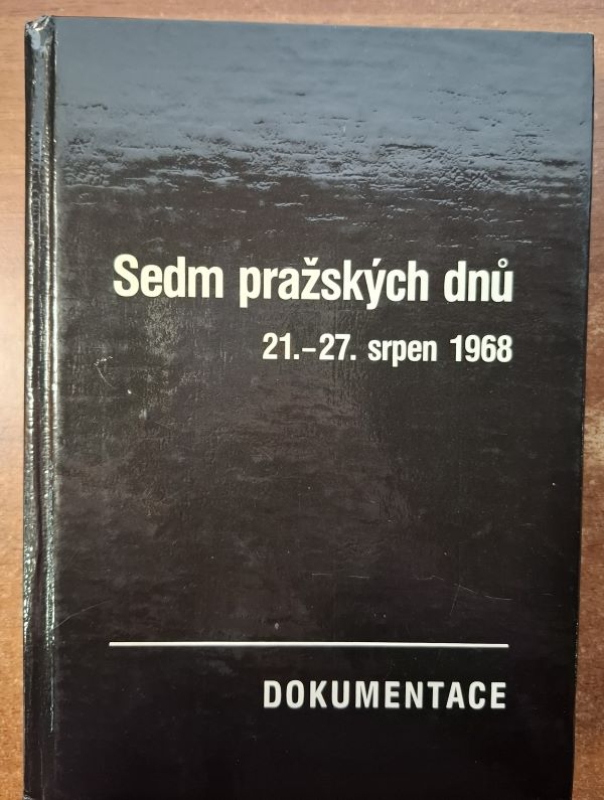 Sedm pražských dnů
21.–27. srpen 1968
DOKUMENTACE